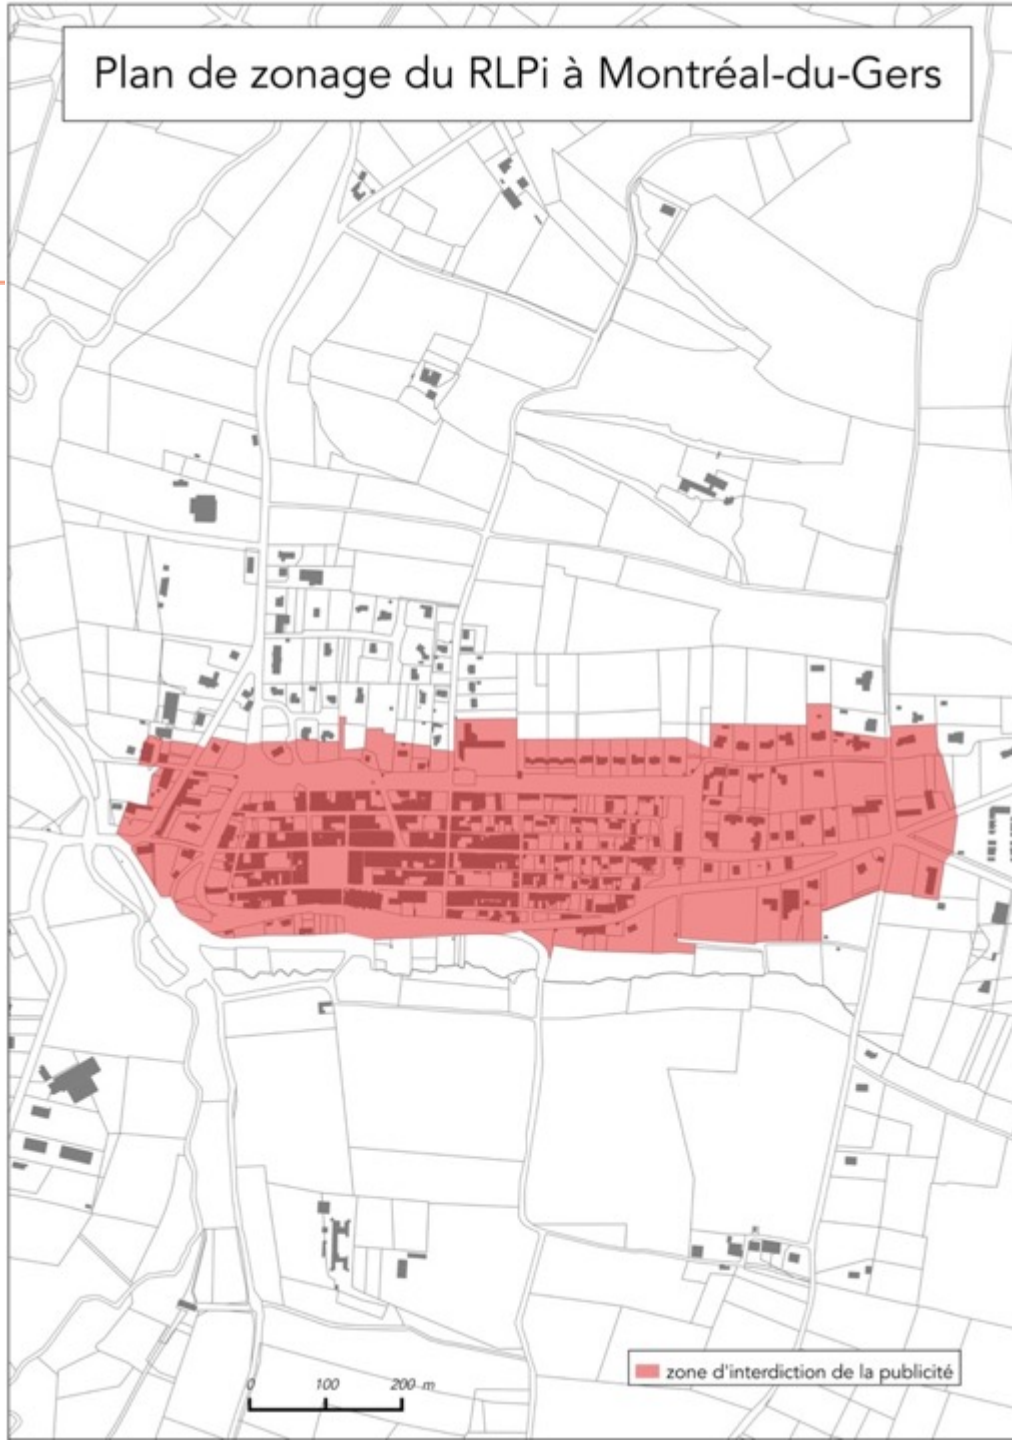 Plan de zonage du RLPi à Montréal-du-Gers
zone d'interdiction de la publicité
0 100 200 m